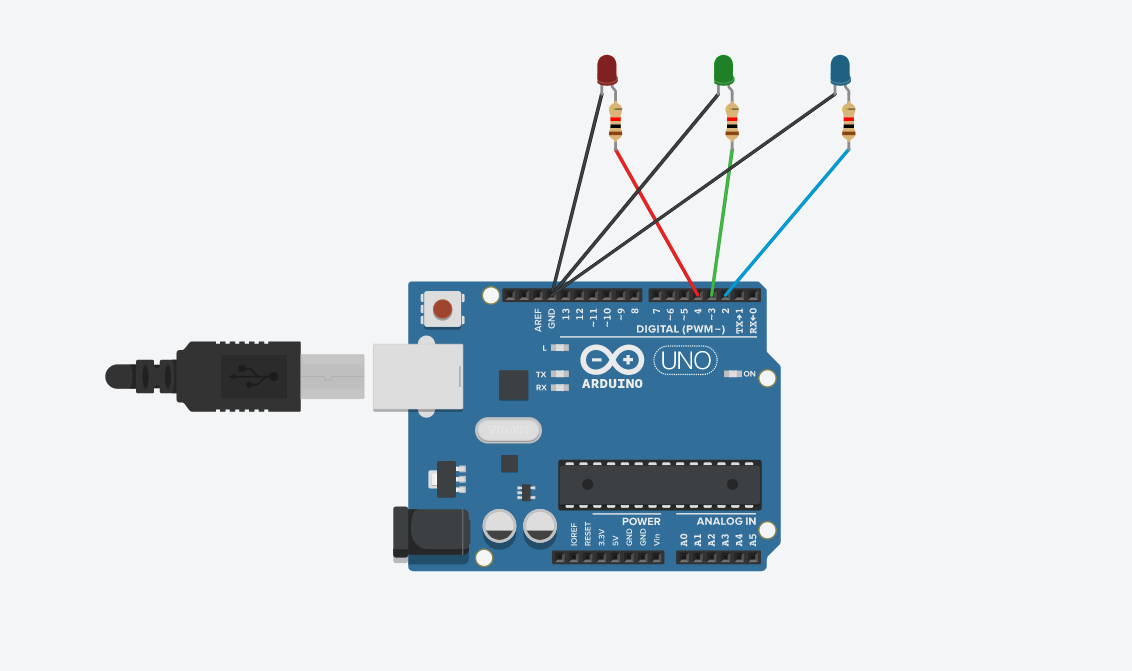 AREF
GND
13
12
~11
~10
~9
8
7
~6
~5
4
~3
2
TX→1
RX←0
DIGITAL (PWM~)
L
TX
RX
UNO
ON
ARDUINO
POWER
ANALOG IN
IOREF
RESET
3.3V
5V
GND
GND
Vin
A0
A1
A2
A3
A4
A5